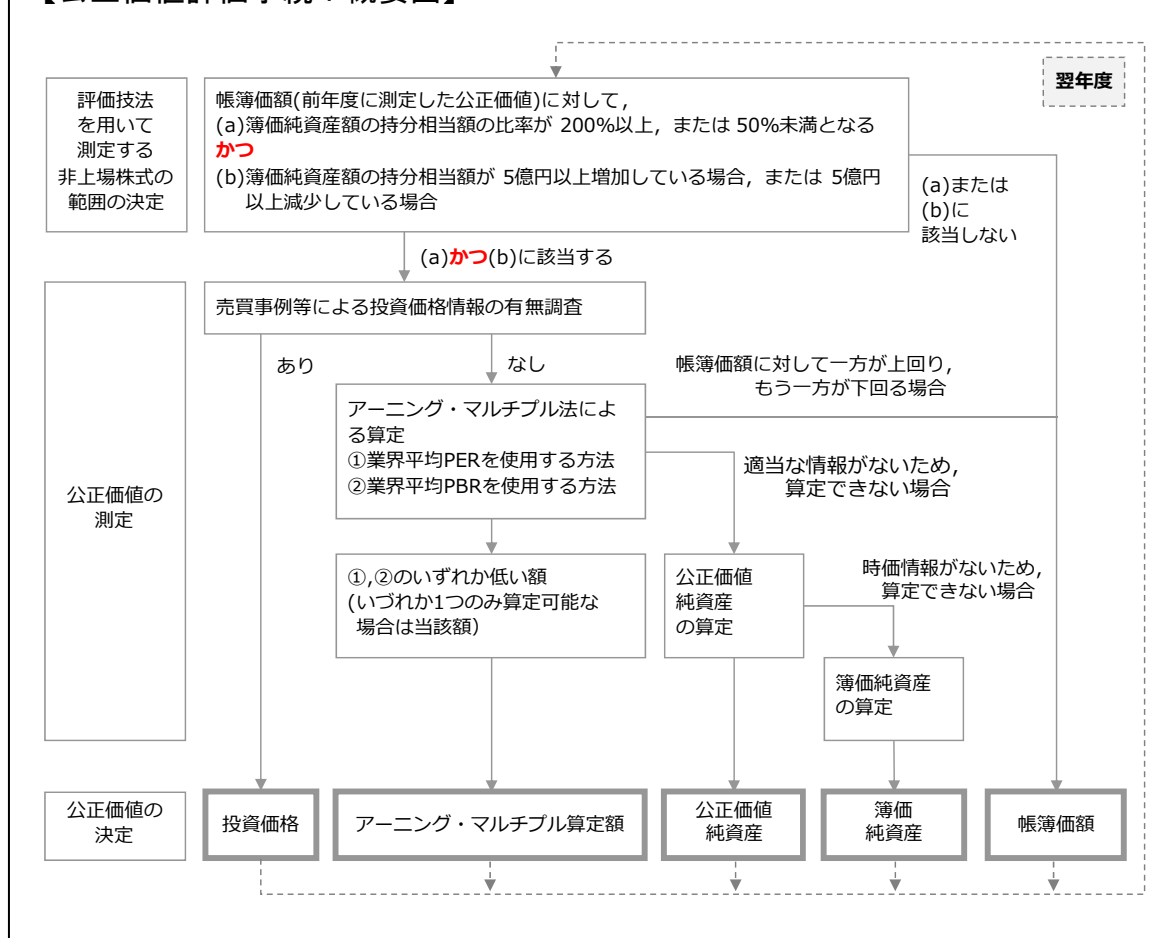 翌年度
評価技法
を用いて
測定する
非上場株式の
範囲の決定
帳簿価額(前年度に測定した公正価値)に対して，
(a)簿価純資産額の持分相当額の比率が 200%以上，または 50%未満となる
かつ
(b)簿価純資産額の持分相当額が 5億円以上増加している場合，または 5億円
以上減少している場合
(a)または
(b)に
該当しない
(a)かつ(b)に該当する
公正価値の
測定
売買事例等による投資価格情報の有無調査
あり
なし
帳簿価額に対して一方が上回り，
もう一方が下回る場合
アーニング・マルチプル法によ
る算定
①業界平均PERを使用する方法
②業界平均PBRを使用する方法
適当な情報がないため，
算定できない場合
①,②のいずれか低い額
(いづれか1つのみ算定可能な
場合は当該額)
公正価値
純資産
の算定
時価情報がないため，
算定できない場合
簿価純資産
の算定
公正価値の
決定
投資価格
アーニング・マルチプル算定額
公正価値
純資産
簿価
純資産
帳簿価額